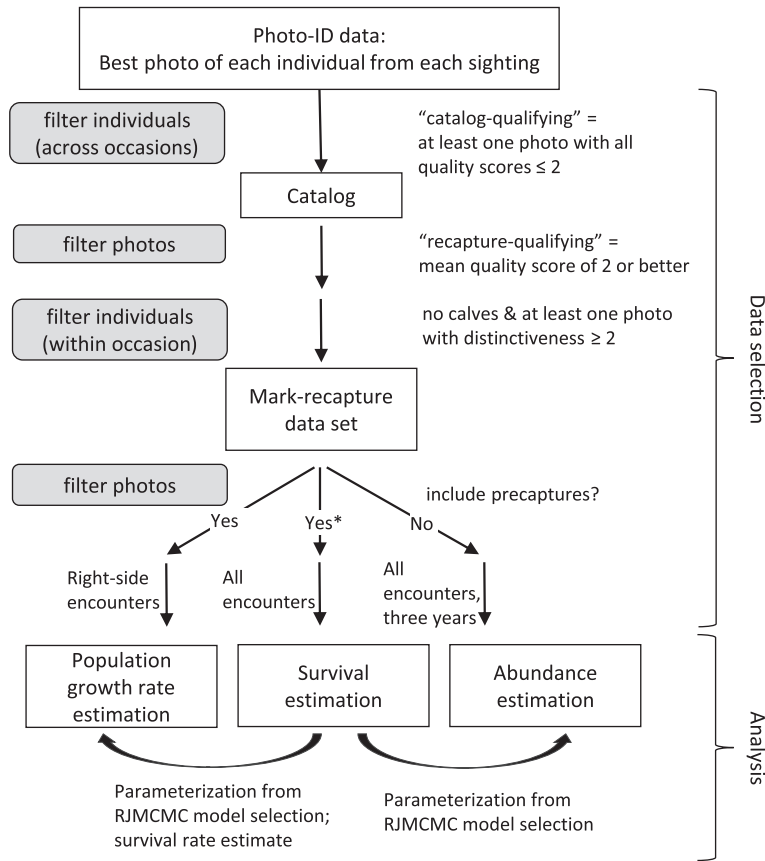 Photo-ID data:
Best photo of each individual from each sighting
filter individuals
(across occasions)
“catalog-qualifying” =
at least one photo with all
quality scores ≤ 2
Catalog
filter photos
“recapture-qualifying” =
mean quality score of 2 or better
filter individuals
(within occasion)
no calves & at least one photo
with distinctiveness ≥ 2
Mark-recapture
data set
filter photos
include precaptures?
Yes
Yes*
No
Right-side
encounters
All
encounters
All
encounters,
three years
Data selection
Population
growth rate
estimation
Survival
estimation
Abundance
estimation
Parameterization from
RJMCMC model selection;
survival rate estimate
Parameterization from
RJMCMC model selection
Analysis